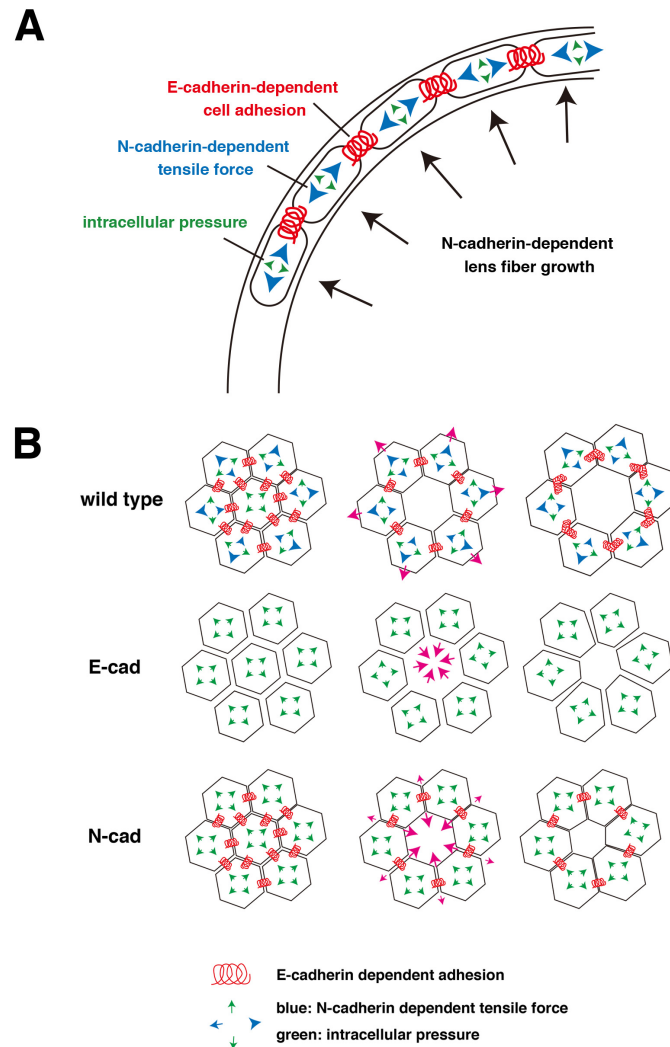 A
E-cadherin-dependent
cell adhesion
N-cadherin-dependent
tensile force
intracellular pressure
N-cadherin-dependent
lens fiber growth
B
wild type
E-cad
N-cad
E-cadherin dependent adhesion
blue: N-cadherin dependent tensile force
green: intracellular pressure